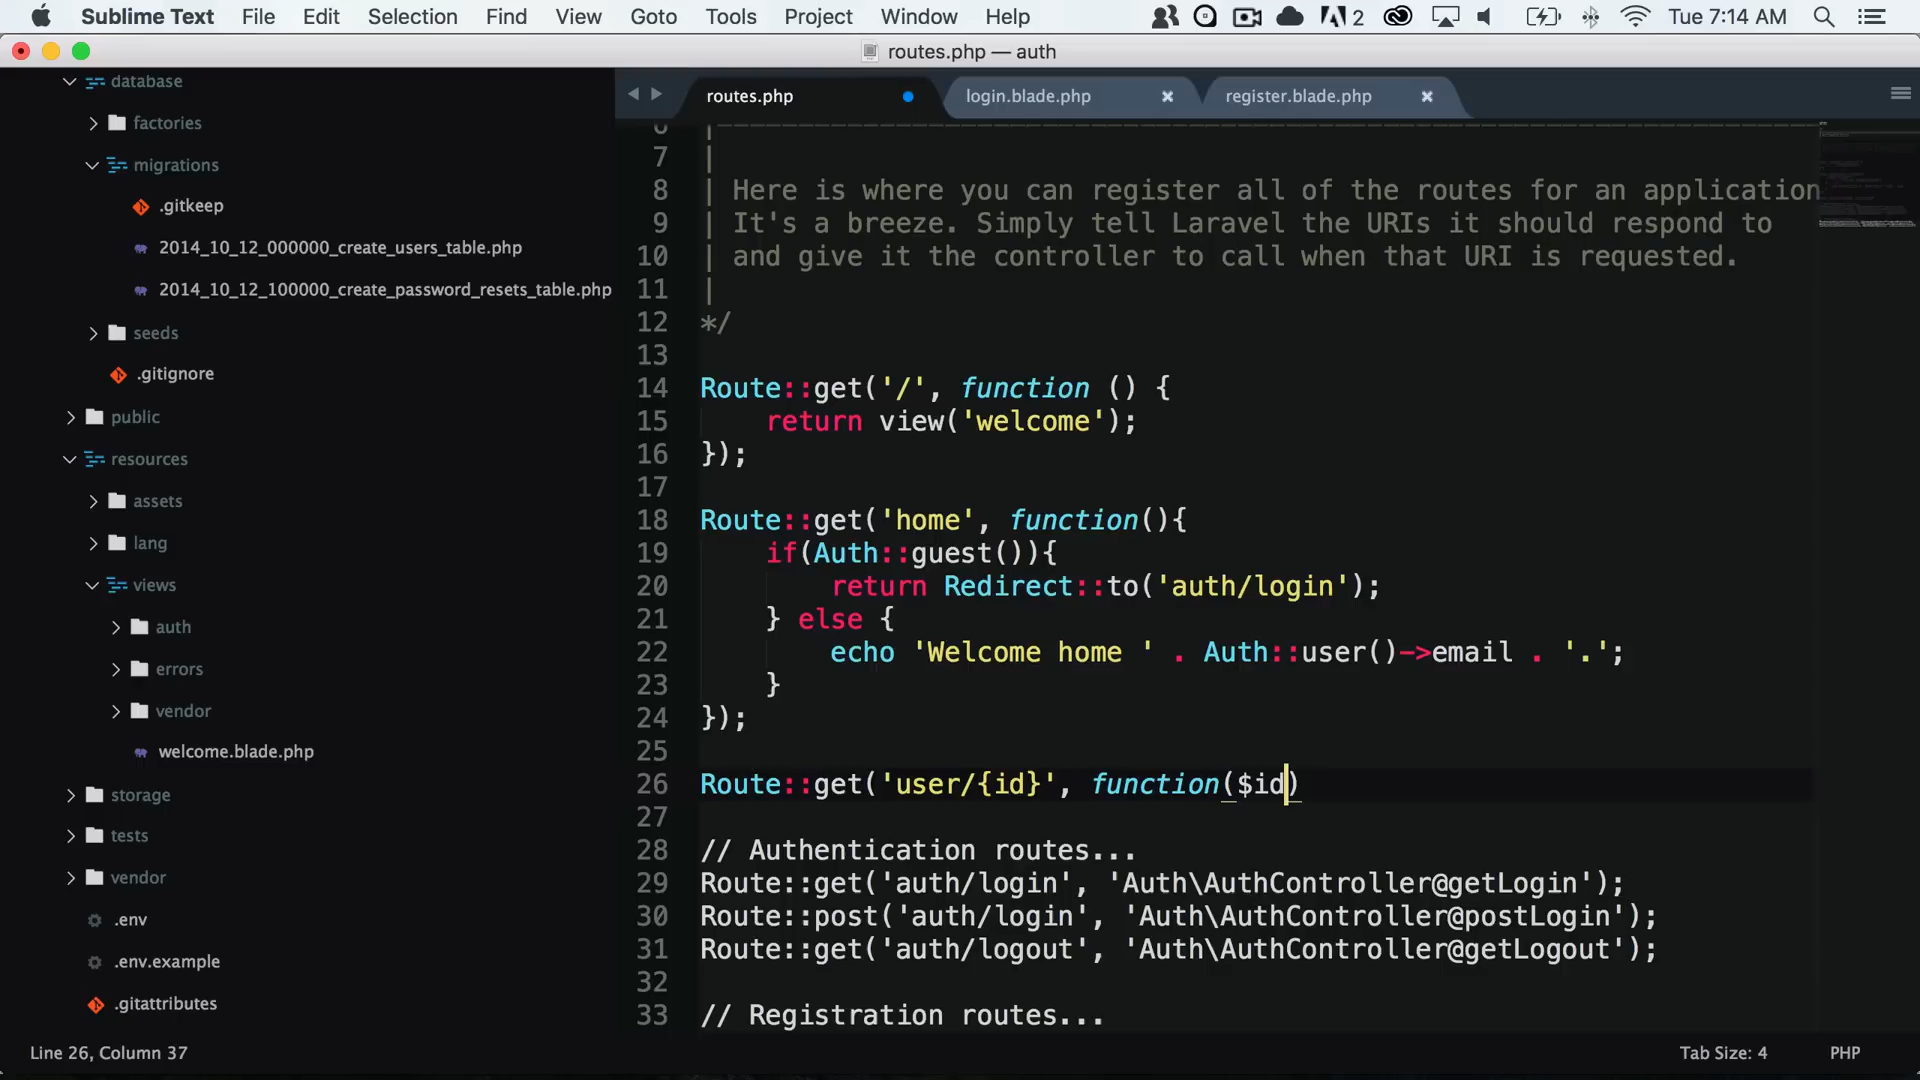 Sublime Text File Edit Selection Find View Goto Tools Project Window Help 2 Tue 7:14 AM
routes.php — auth
database
factories
migrations
.gitkeep
2014_10_12_000000_create_users_table.php
2014_10_12_100000_create_password_resets_table.php
seeds
.gitignore
public
resources
assets
lang
views
auth
errors
vendor
welcome.blade.php
storage
tests
vendor
.env
.env.example
.gitattributes
routes.php login.blade.php register.blade.php
6 |--------------------------------------------------------------------------
7 |
8 | Here is where you can register all of the routes for an application
9 | It's a breeze. Simply tell Laravel the URIs it should respond to
10 | and give it the controller to call when that URI is requested.
11 |
12 */
13
14 Route::get('/', function () {
15 return view('welcome');
16 });
17
18 Route::get('home', function(){
19 if(Auth::guest()){
20 return Redirect::to('auth/login');
21 } else {
22 echo 'Welcome home ' . Auth::user()->email . '.';
23 }
24 });
25
26 Route::get('user/{id}', function($id)
27
28 // Authentication routes...
29 Route::get('auth/login', 'Auth\AuthController@getLogin');
30 Route::post('auth/login', 'Auth\AuthController@postLogin');
31 Route::get('auth/logout', 'Auth\AuthController@getLogout');
32
33 // Registration routes...
Line 26, Column 37 Tab Size: 4 PHP